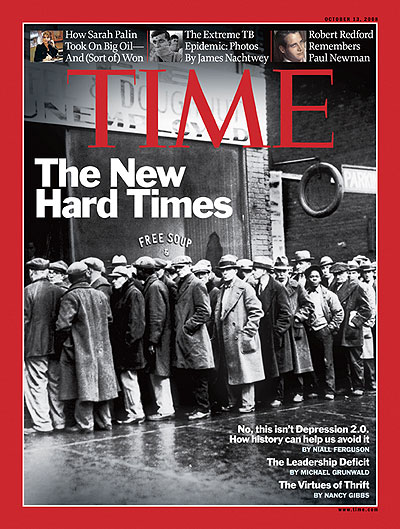 OCTOBER 13, 2008
How Sarah Palin
Took On Big Oil—
And (Sort of) Won
The Extreme TB
Epidemic: Photos
By James Nachtwey
Robert Redford
Remembers
Paul Newman
TIME
The New
Hard Times
FREE SOUP
No, this isn't Depression 2.0.
How history can help us avoid it
BY NIALL FERGUSON
The Leadership Deficit
BY MICHAEL GRUNWALD
The Virtues of Thrift
BY NANCY GIBBS
www.time.com